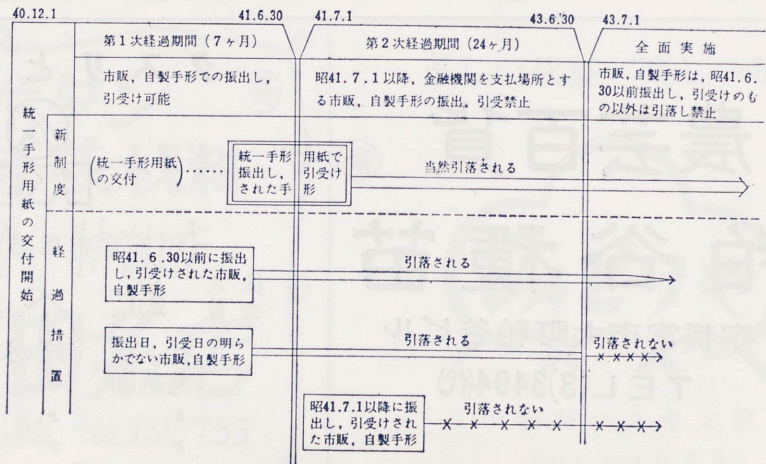 40.12.1
41.6.30
41.7.1
43.6.30
43.7.1
第1次経過期間(7ヶ月)
第2次経過期間(24ヶ月)
全面実施
市販,自製手形での振出し,
引受け可能
昭41.7.1以降,金融機関を支払場所とす
る市販,自製手形の振出,引受禁止
市販,自製手形は,昭41.6.
30以前振出し,引受けのも
の以外は引落し禁止
統一手形用紙の交付開始
新制度
(統一手形用紙
の交付)……
統一手形用紙で
振出し,引受け
された手形
当然引落される
経過措置
昭41.6.30以前に振出
し,引受けされた市販,
自製手形
引落される
振出日,引受日の明ら
かでない市販,自製手形
引落される
引落されない
昭41.7.1以降に振
出し,引受けされ
た市販,自製手形
引落されない
TEL(3)3494(代)